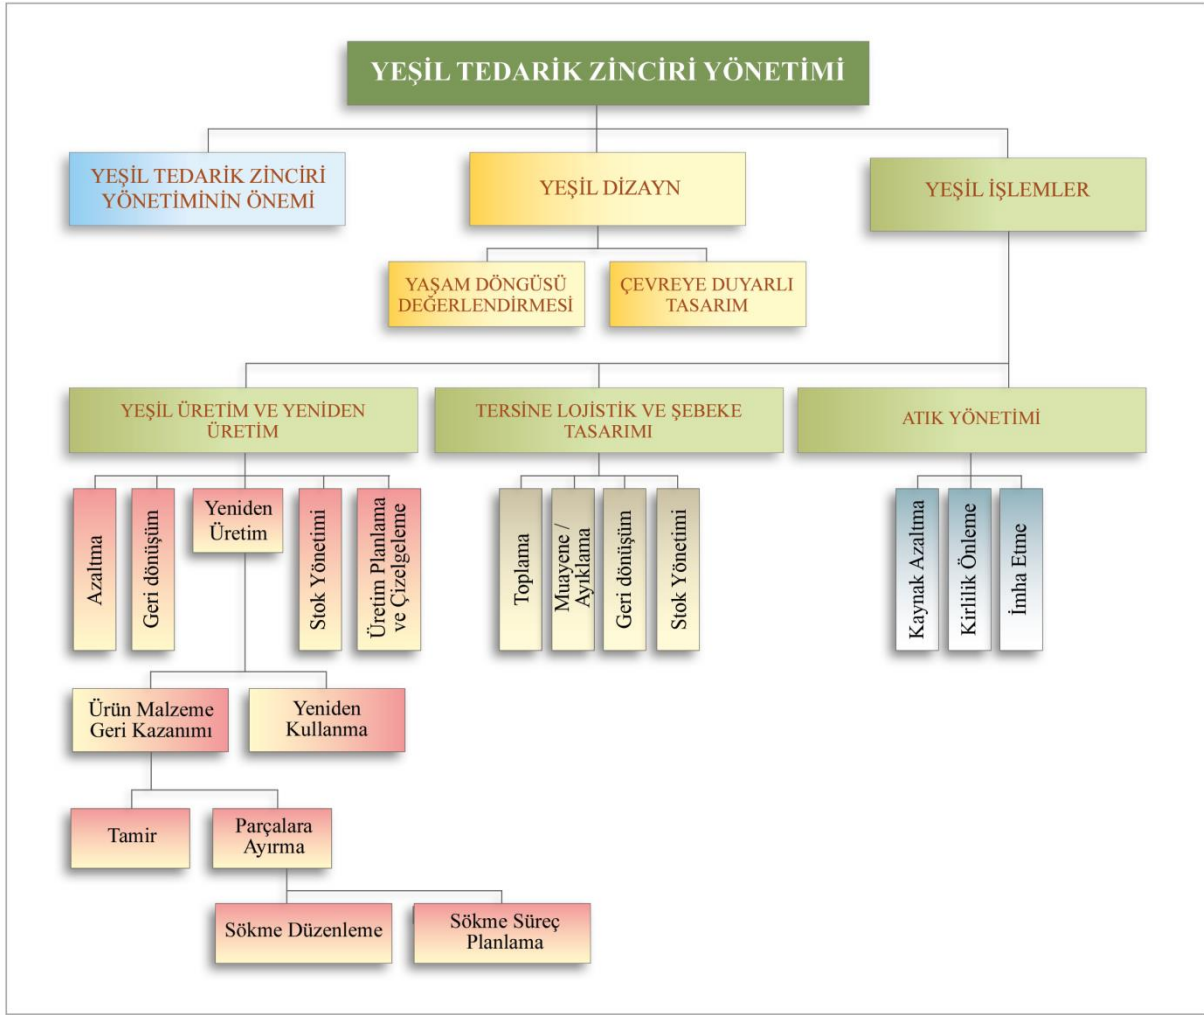 YEŞİL TEDARİK ZİNCİRİ YÖNETİMİ
YEŞİL TEDARİK ZİNCİRİ
YÖNETİMİNİN ÖNEMİ
YEŞİL DİZAYN
YEŞİL İŞLEMLER
YAŞAM DÖNGÜSÜ
DEĞERLENDİRMESİ
ÇEVREYE DUYARLI
TASARIM
YEŞİL ÜRETİM VE YENİDEN
ÜRETİM
TERSİNE LOJİSTİK VE ŞEBEKE
TASARIMI
ATIK YÖNETİMİ
Azaltma
Geri dönüşüm
Yeniden
Üretim
Stok Yönetimi
Üretim Planlama
ve Çizelgeleme
Toplama
Muayene /
Ayıklama
Geri dönüşüm
Stok Yönetimi
Kaynak Azaltma
Kirlilik Önleme
İmha Etme
Ürün Malzeme
Geri Kazanımı
Yeniden
Kullanma
Tamir
Parçalara
Ayırma
Sökme Düzenleme
Sökme Süreç
Planlama